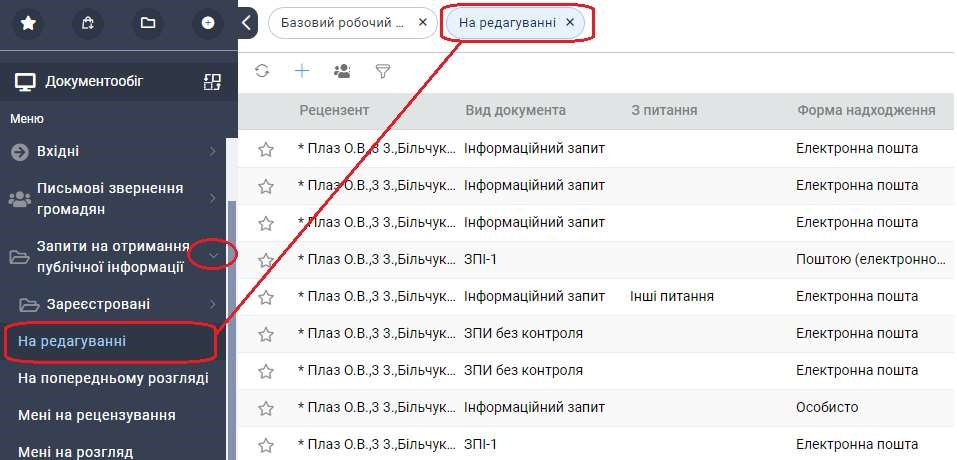 Базовий робочий ... ×
На редагуванні ×
Документообіг
Меню
Вхідні
Письмові звернення
громадян
Запити на отримання
публічної інформації
Зареєстровані
На редагуванні
На попередньому розгляді
Мені на рецензування
Мені на розгляд
Рецензент Вид документа З питання Форма надходження
* Плаз О.В.,З З.,Більчук... Інформаційний запит Електронна пошта
* Плаз О.В.,З З.,Більчук... Інформаційний запит Електронна пошта
* Плаз О.В.,З З.,Більчук... Інформаційний запит Електронна пошта
* Плаз О.В.,З З.,Більчук... ЗПІ-1 Поштою (електронно...
* Плаз О.В.,З З.,Більчук... Інформаційний запит Інші питання Електронна пошта
* Плаз О.В.,З З.,Більчук... ЗПИ без контроля Електронна пошта
* Плаз О.В.,З З.,Більчук... ЗПИ без контроля Електронна пошта
* Плаз О.В.,З З.,Більчук... Інформаційний запит Особисто
* Плаз О.В.,З З.,Більчук... ЗПІ-1 Електронна пошта